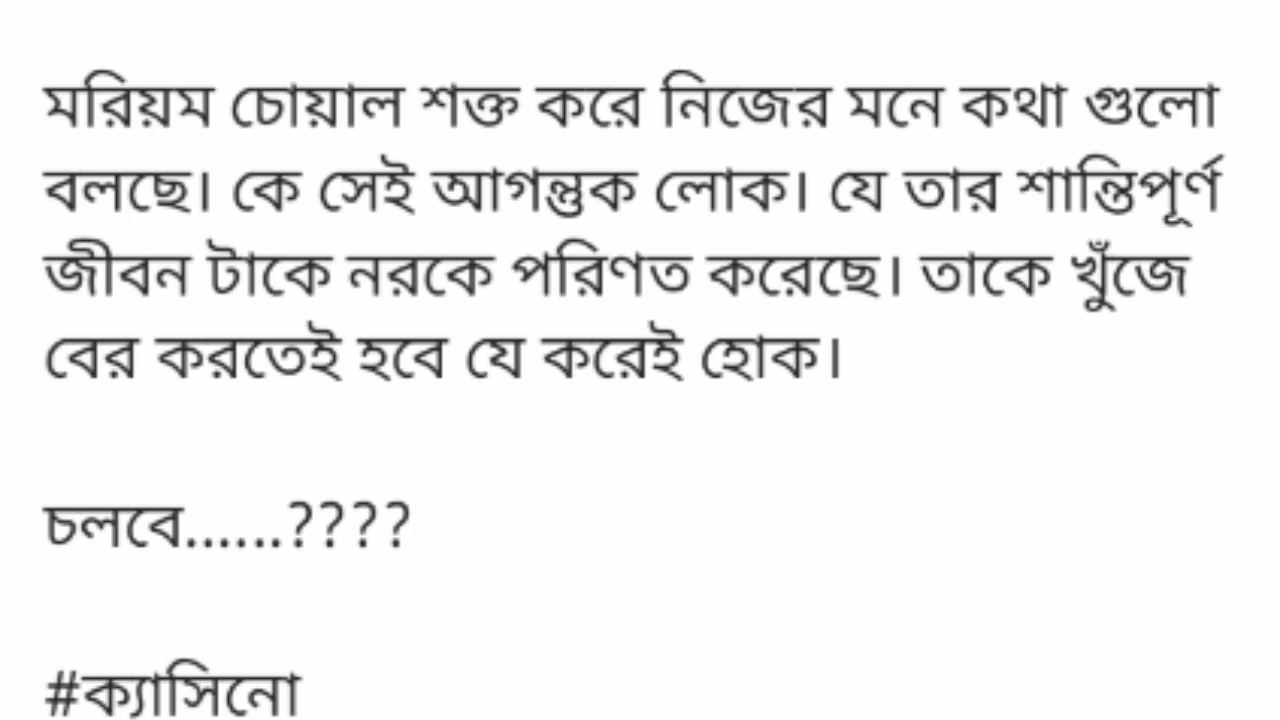 মরিয়ম চোয়াল শক্ত করে নিজের মনে কথা গুলো
বলছে। কে সেই আগন্তুক লোক। যে তার শান্তিপূর্ণ
জীবন টাকে নরকে পরিণত করেছে। তাকে খুঁজে
বের করতেই হবে যে করেই হোক।
চলবে......????
#ক্যাসিনো